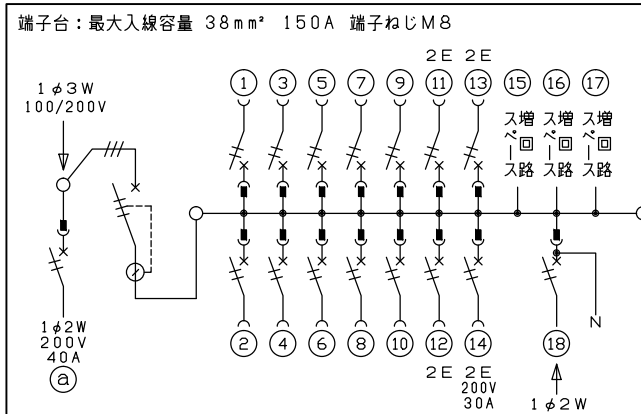 端子台：最大入線容量 38mm² 150A 端子ねじM8
1φ3W
100/200V
2E 2E
1 3 5 7 9 11 13 15 16 17
増回路スペース
増回路スペース
増回路スペース
1φ2W
200V
40A
a
2 4 6 8 10 12 14 18
N
2E 2E
200V
30A
1φ2W